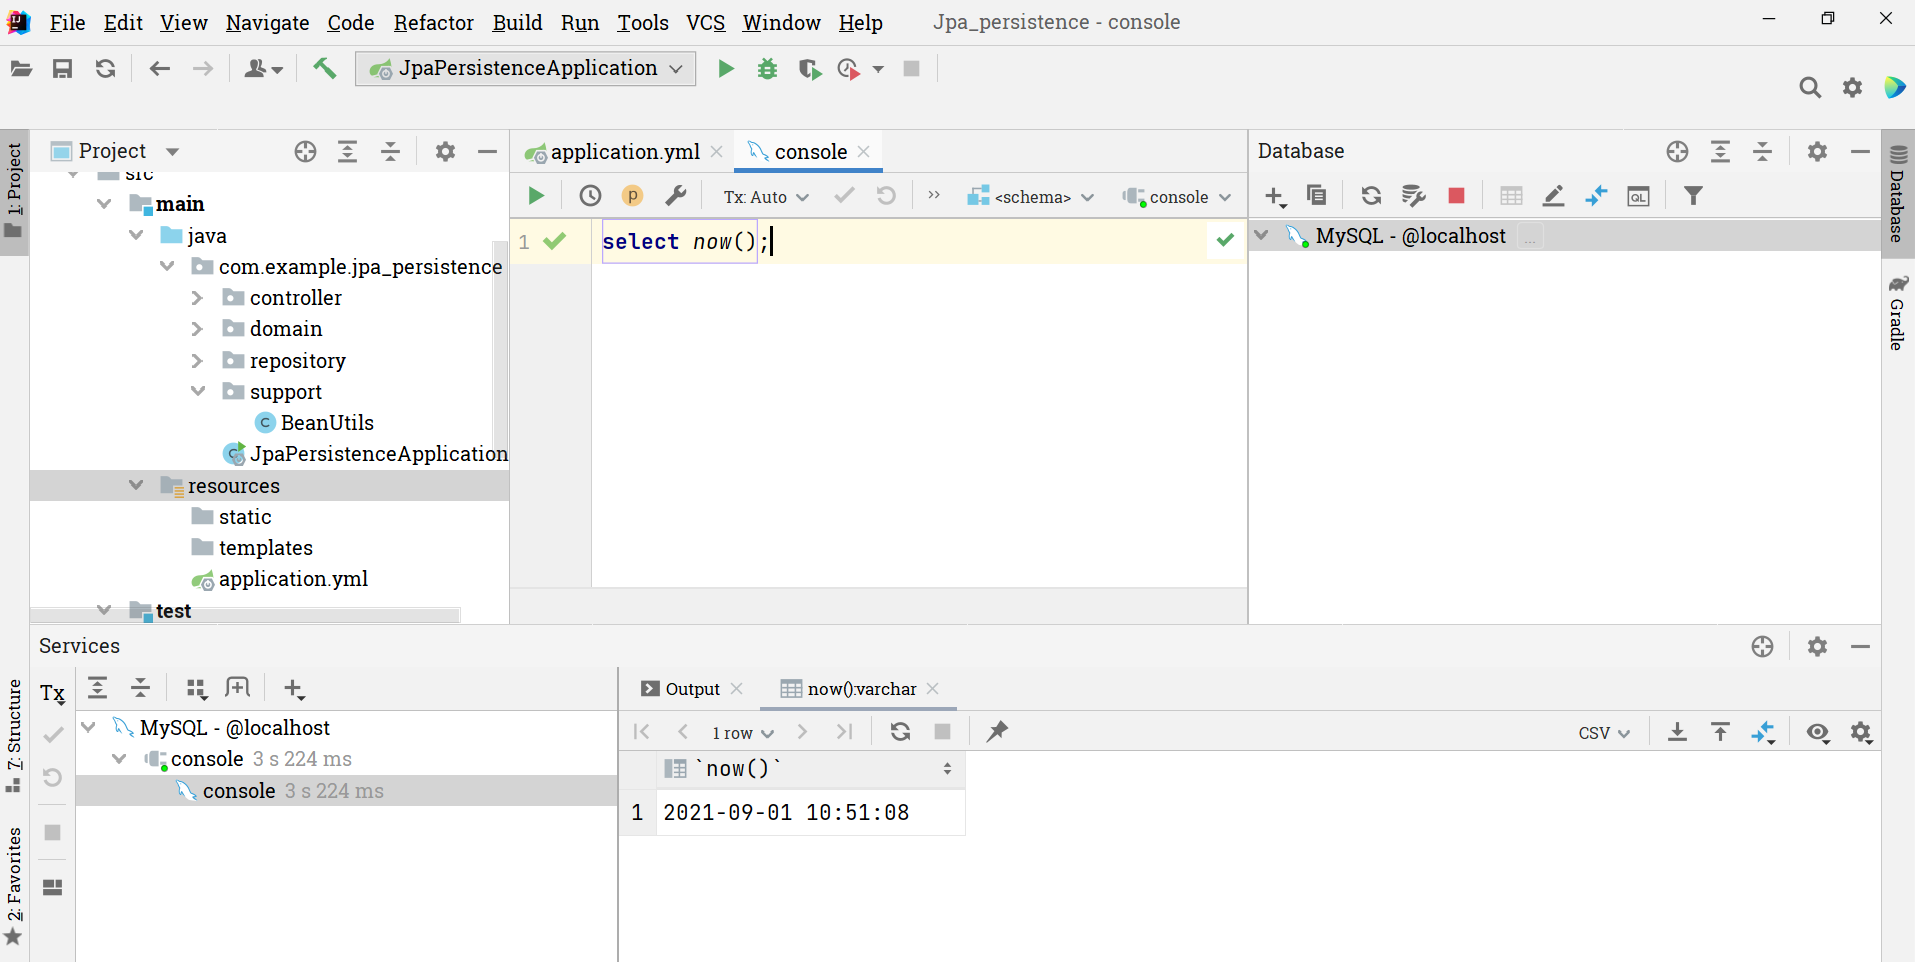 File Edit View Navigate Code Refactor Build Run Tools VCS Window Help Jpa_persistence - console
JpaPersistenceApplication
1: Project
Project
src
main
java
com.example.jpa_persistence
controller
domain
repository
support
BeanUtils
JpaPersistenceApplication
resources
static
templates
application.yml
test
application.yml
console
Tx: Auto
<schema>
console
1 select now();
Database
MySQL - @localhost ...
Database
Gradle
Services
7: Structure
2: Favorites
Tx
MySQL - @localhost
console 3 s 224 ms
console 3 s 224 ms
Output
now():varchar
1 row
CSV
`now()`
1 2021-09-01 10:51:08